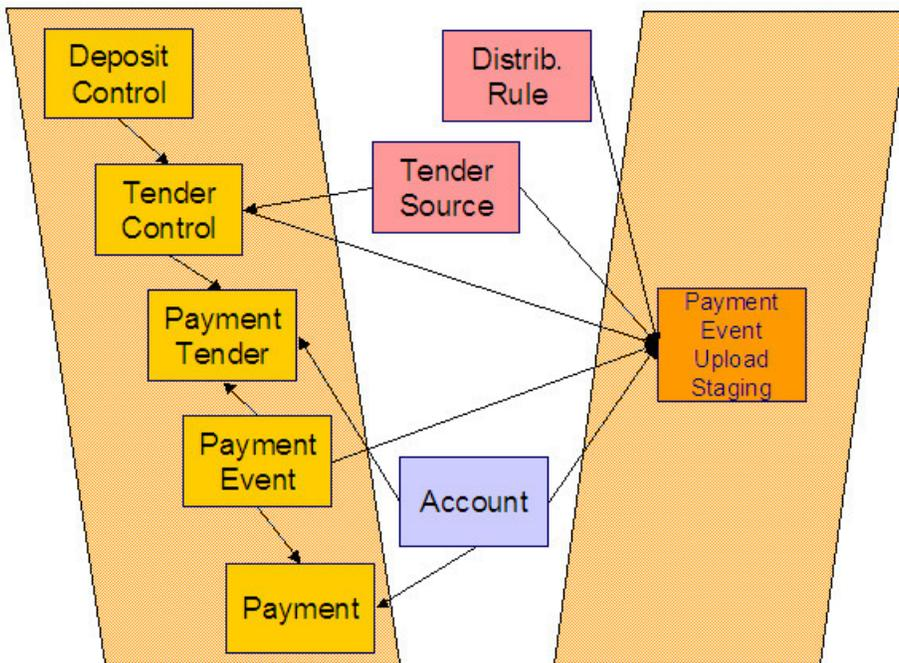 Deposit
Control
Distrib.
Rule
Tender
Source
Tender
Control
Payment
Tender
Payment
Event
Upload
Staging
Payment
Event
Account
Payment